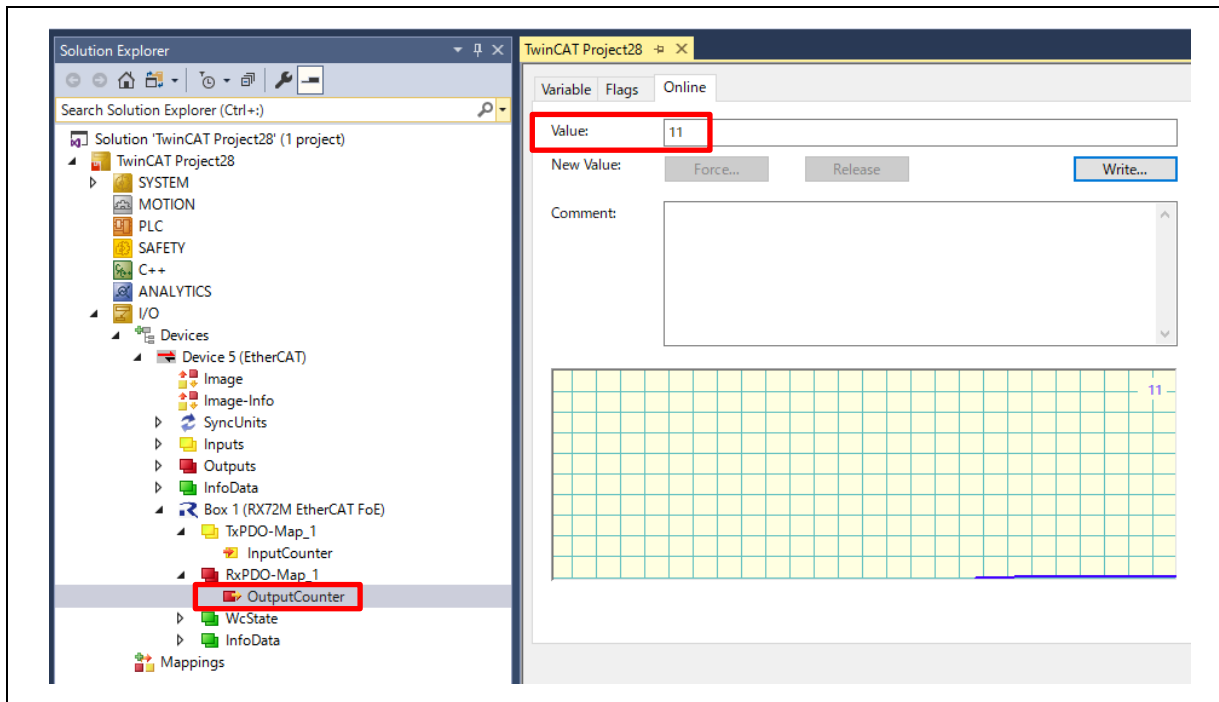 Solution Explorer
Search Solution Explorer (Ctrl+:)
Solution 'TwinCAT Project28' (1 project)
TwinCAT Project28
SYSTEM
MOTION
PLC
SAFETY
C++
ANALYTICS
I/O
Devices
Device 5 (EtherCAT)
Image
Image-Info
SyncUnits
Inputs
Outputs
InfoData
Box 1 (RX72M EtherCAT FoE)
TxPDO-Map_1
InputCounter
RxPDO-Map_1
OutputCounter
WcState
InfoData
Mappings
TwinCAT Project28
Variable Flags Online
Value: 11
New Value: Force... Release Write...
Comment:
11